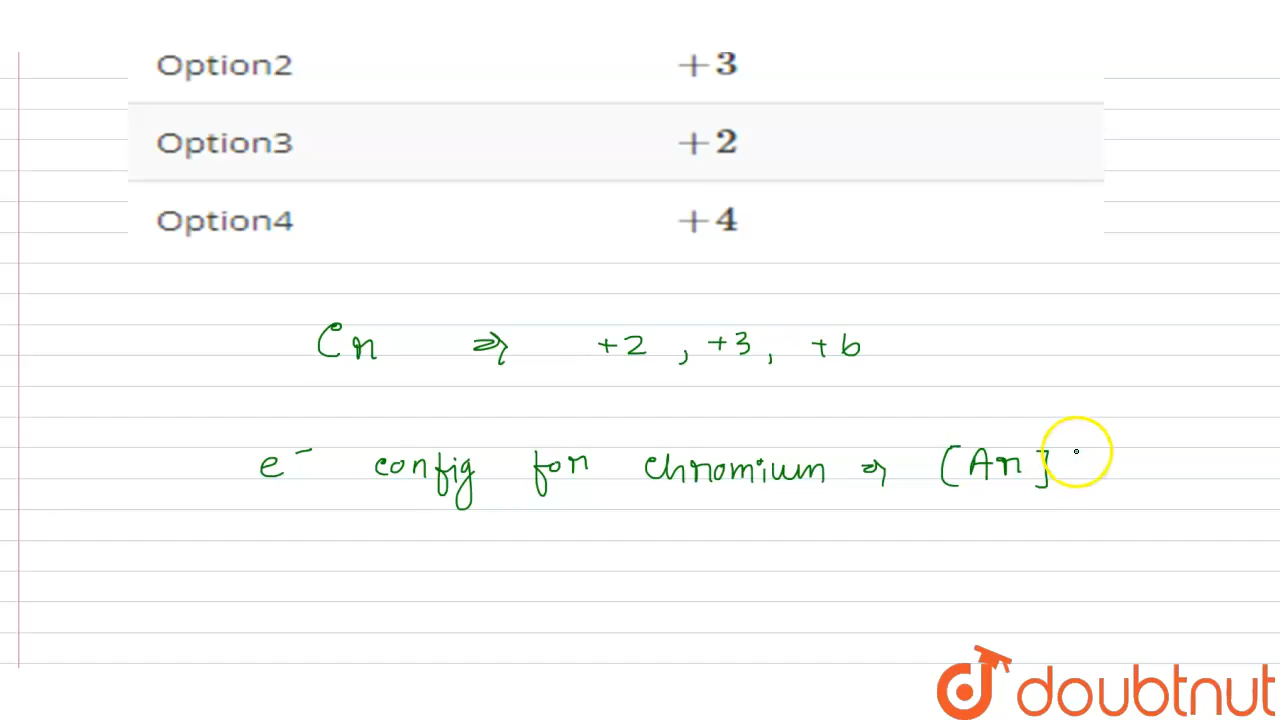 Option2 +3
Option3 +2
Option4 +4
Cr ⇒ +2, +3, +6
e⁻ config for chromium ⇒ [Ar]
doubtnut